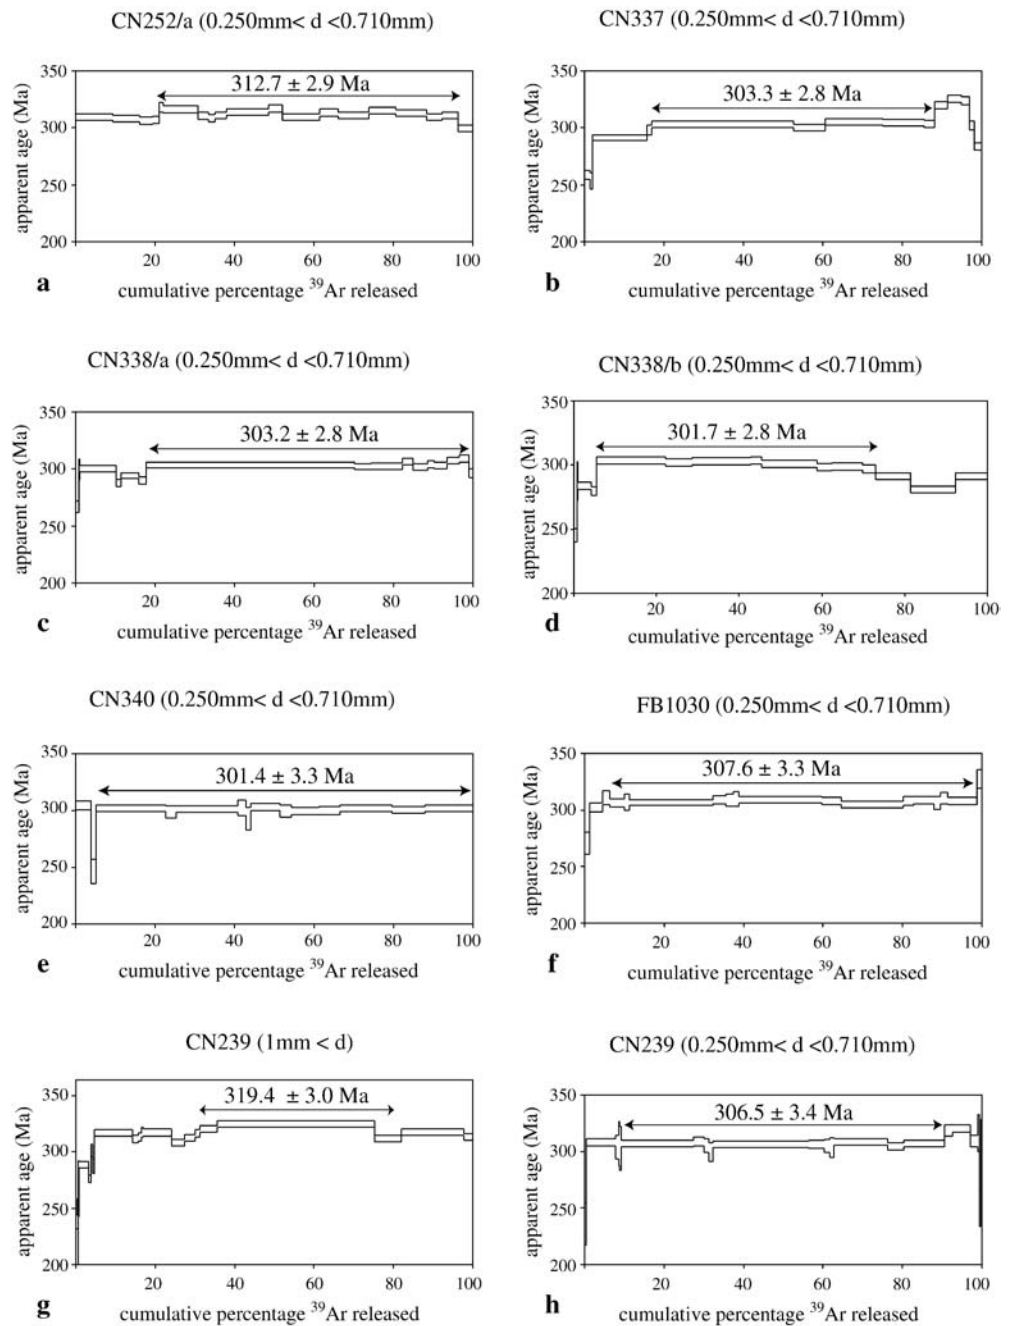 CN252/a (0.250mm< d <0.710mm)
350
300
250
200
apparent age (Ma)
312.7 ± 2.9 Ma
20 40 60 80 100
a
cumulative percentage ³⁹Ar released
CN337 (0.250mm< d <0.710mm)
350
300
250
200
apparent age (Ma)
303.3 ± 2.8 Ma
20 40 60 80 100
b
cumulative percentage ³⁹Ar released
CN338/a (0.250mm< d <0.710mm)
350
300
250
200
apparent age (Ma)
303.2 ± 2.8 Ma
20 40 60 80 100
c
cumulative percentage ³⁹Ar released
CN338/b (0.250mm< d <0.710mm)
350
300
250
200
apparent age (Ma)
301.7 ± 2.8 Ma
20 40 60 80 100
d
cumulative percentage ³⁹Ar released
CN340 (0.250mm< d <0.710mm)
350
300
250
200
apparent age (Ma)
301.4 ± 3.3 Ma
20 40 60 80 100
e
cumulative percentage ³⁹Ar released
FB1030 (0.250mm< d <0.710mm)
350
300
250
200
apparent age (Ma)
307.6 ± 3.3 Ma
20 40 60 80 100
f
cumulative percentage ³⁹Ar released
CN239 (1mm < d)
350
300
250
200
apparent age (Ma)
319.4 ± 3.0 Ma
20 40 60 80 100
g
cumulative percentage ³⁹Ar released
CN239 (0.250mm< d <0.710mm)
350
300
250
200
apparent age (Ma)
306.5 ± 3.4 Ma
20 40 60 80 100
h
cumulative percentage ³⁹Ar released